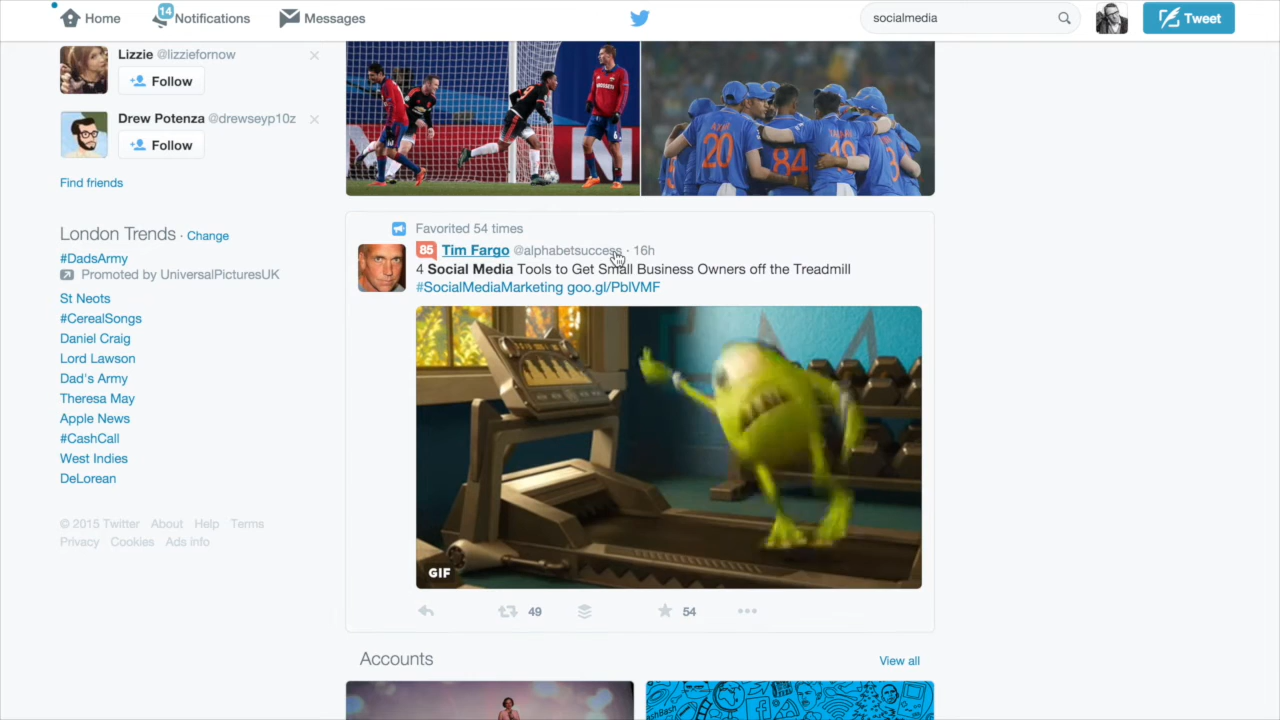 Home
14
Notifications
Messages
socialmedia
Tweet
Lizzie @lizziefornow
Follow
Drew Potenza @drewseyp10z
Follow
Find friends
London Trends · Change
#DadsArmy
Promoted by UniversalPicturesUK
St Neots
#CerealSongs
Daniel Craig
Lord Lawson
Dad's Army
Theresa May
Apple News
#CashCall
West Indies
DeLorean
© 2015 Twitter About Help Terms
Privacy Cookies Ads info
20
84
Favorited 54 times
85 Tim Fargo @alphabetsuccess · 16h
4 Social Media Tools to Get Small Business Owners off the Treadmill
#SocialMediaMarketing goo.gl/PblVMF
GIF
49
54
Accounts
View all